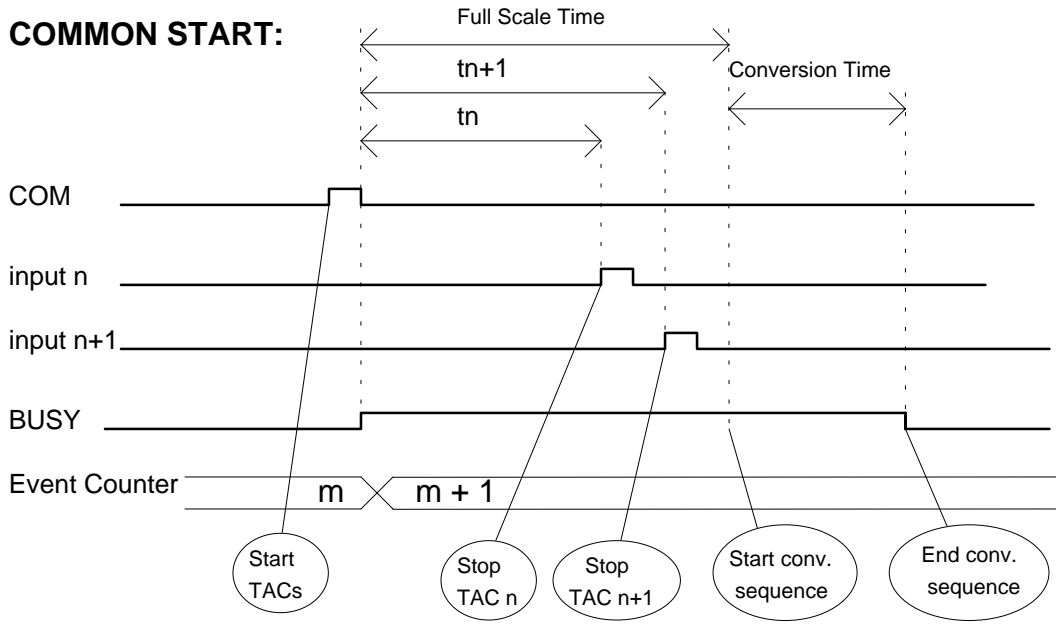 Full Scale Time
COMMON START:
tn+1
Conversion Time
tn
COM
input n
input n+1
BUSY
Event Counter
m
m + 1
Start
TACs
Stop
TAC n
Stop
TAC n+1
Start conv.
sequence
End conv.
sequence